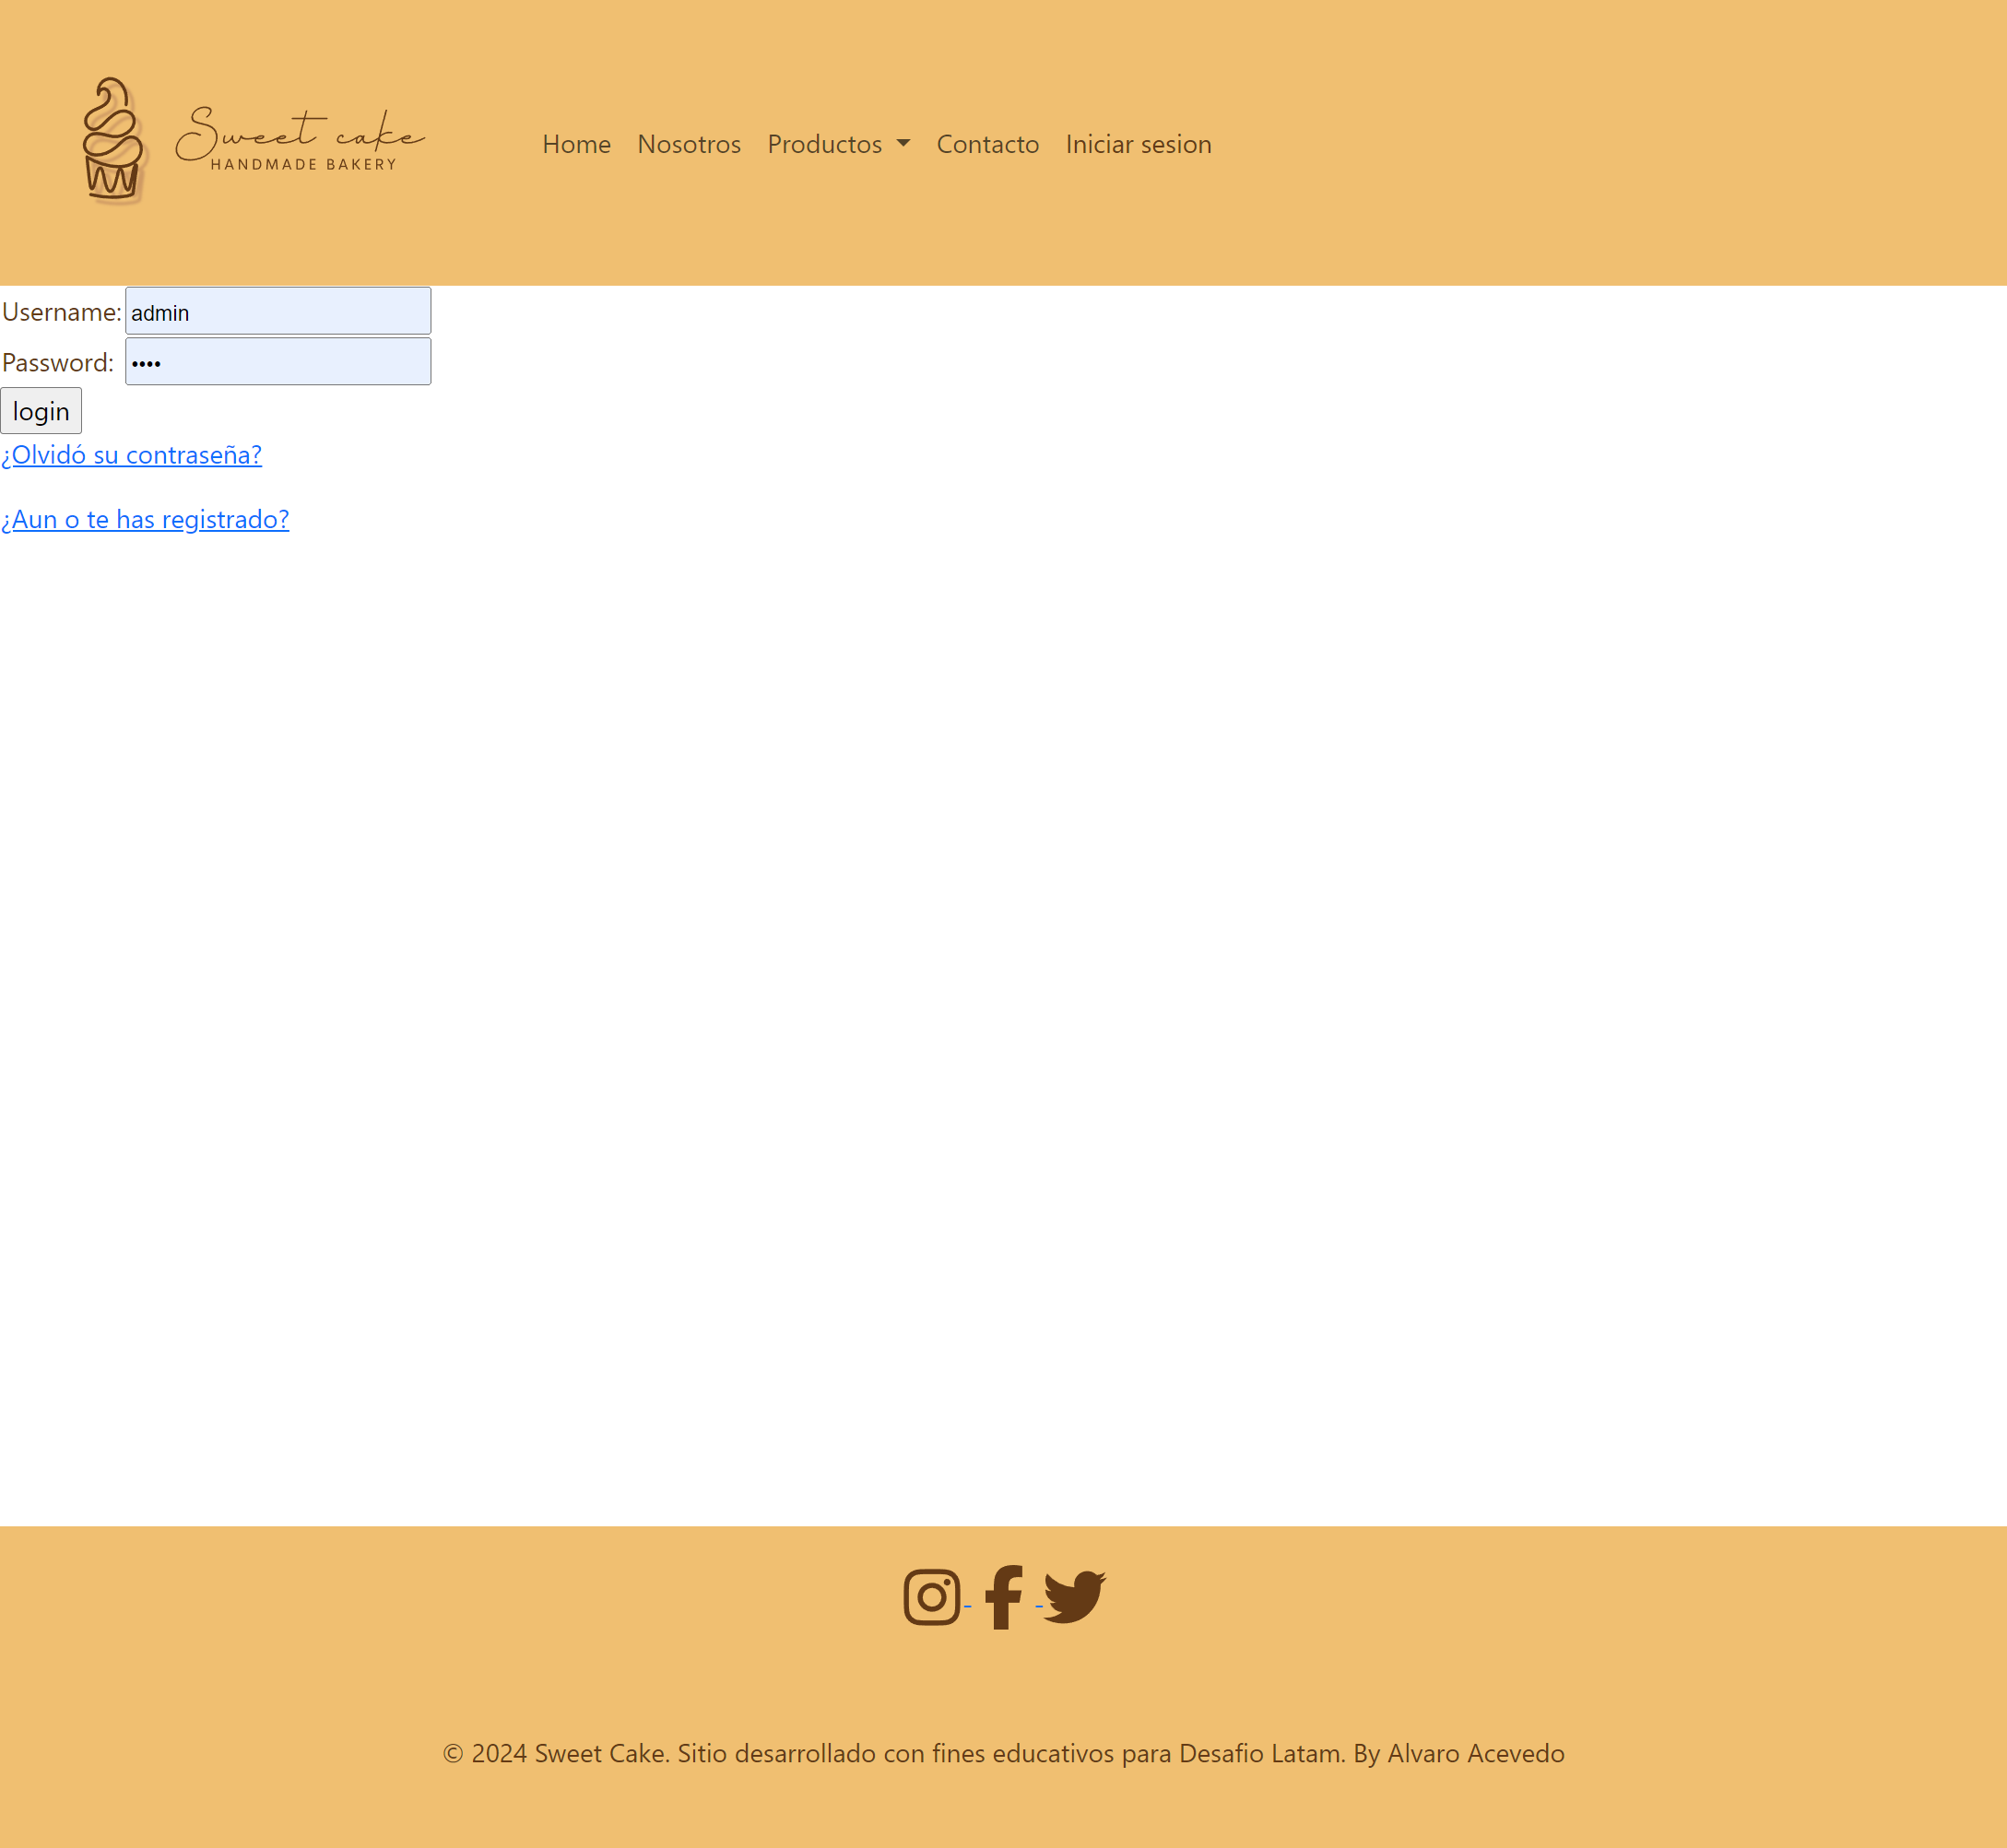 Sweet cake
HANDMADE BAKERY
Home Nosotros Productos Contacto Iniciar sesion
Username: admin
Password: ••••
login
¿Olvidó su contraseña?
¿Aun o te has registrado?
© 2024 Sweet Cake. Sitio desarrollado con fines educativos para Desafio Latam. By Alvaro Acevedo